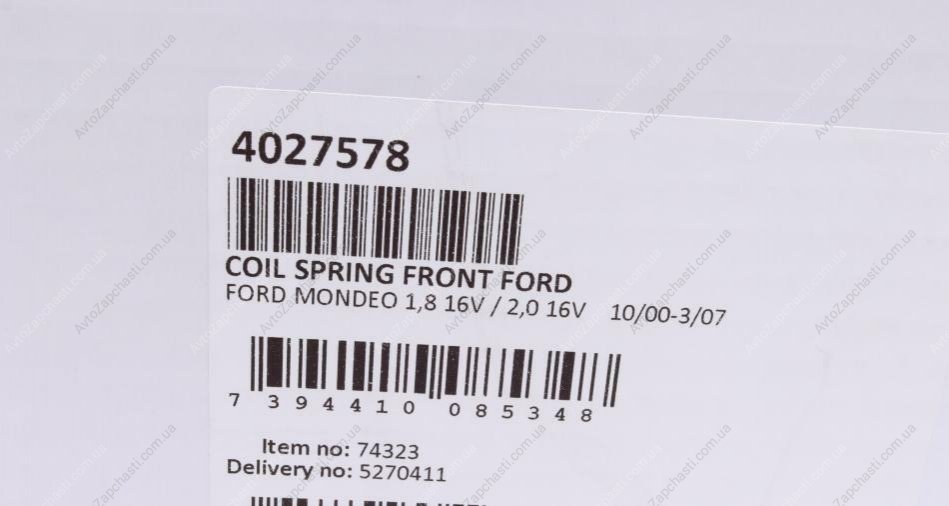 4027578
COIL SPRING FRONT FORD
FORD MONDEO 1,8 16V / 2,0 16V 10/00-3/07
7 394410 085348
Item no: 74323
Delivery no: 5270411
AvtoZapchasti.com.ua